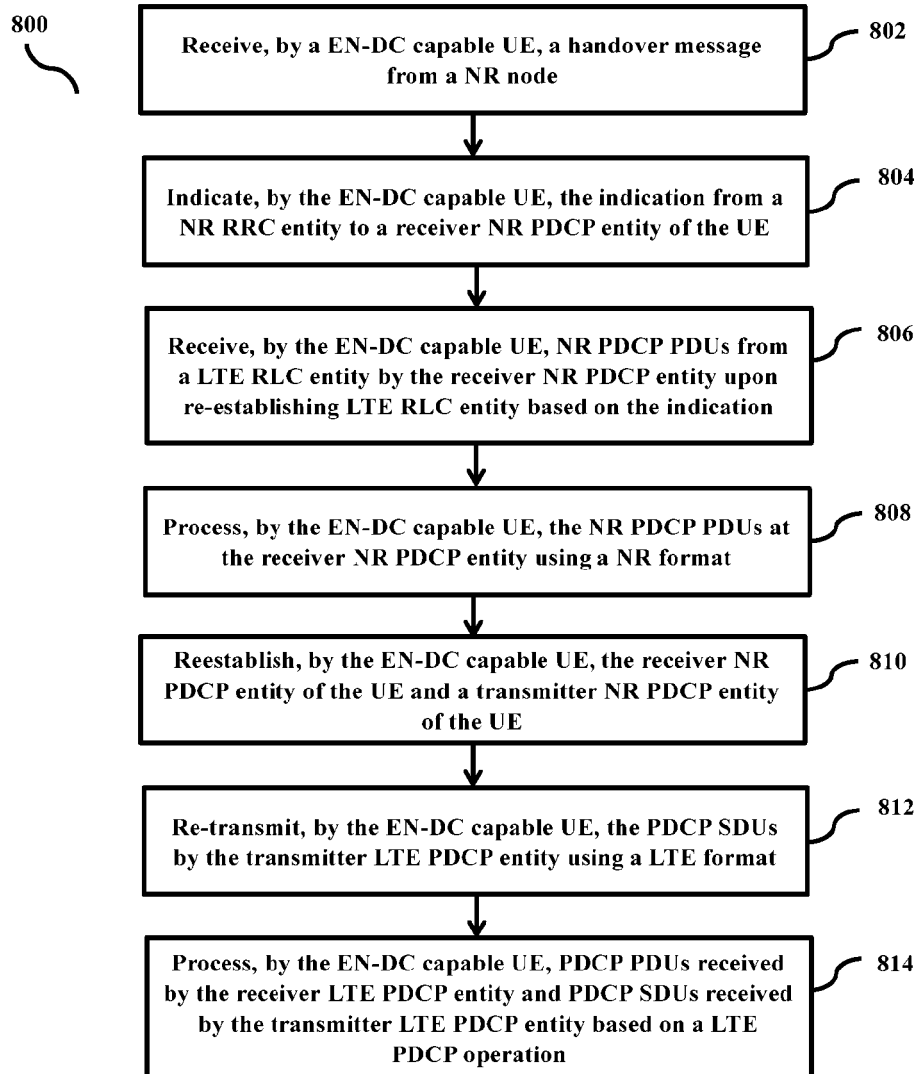 800
Receive, by a EN-DC capable UE, a handover message
from a NR node
802
Indicate, by the EN-DC capable UE, the indication from a
NR RRC entity to a receiver NR PDCP entity of the UE
804
Receive, by the EN-DC capable UE, NR PDCP PDUs from
a LTE RLC entity by the receiver NR PDCP entity upon
re-establishing LTE RLC entity based on the indication
806
Process, by the EN-DC capable UE, the NR PDCP PDUs at
the receiver NR PDCP entity using a NR format
808
Reestablish, by the EN-DC capable UE, the receiver NR
PDCP entity of the UE and a transmitter NR PDCP entity
of the UE
810
Re-transmit, by the EN-DC capable UE, the PDCP SDUs
by the transmitter LTE PDCP entity using a LTE format
812
Process, by the EN-DC capable UE, PDCP PDUs received
by the receiver LTE PDCP entity and PDCP SDUs received
by the transmitter LTE PDCP entity based on a LTE
PDCP operation
814